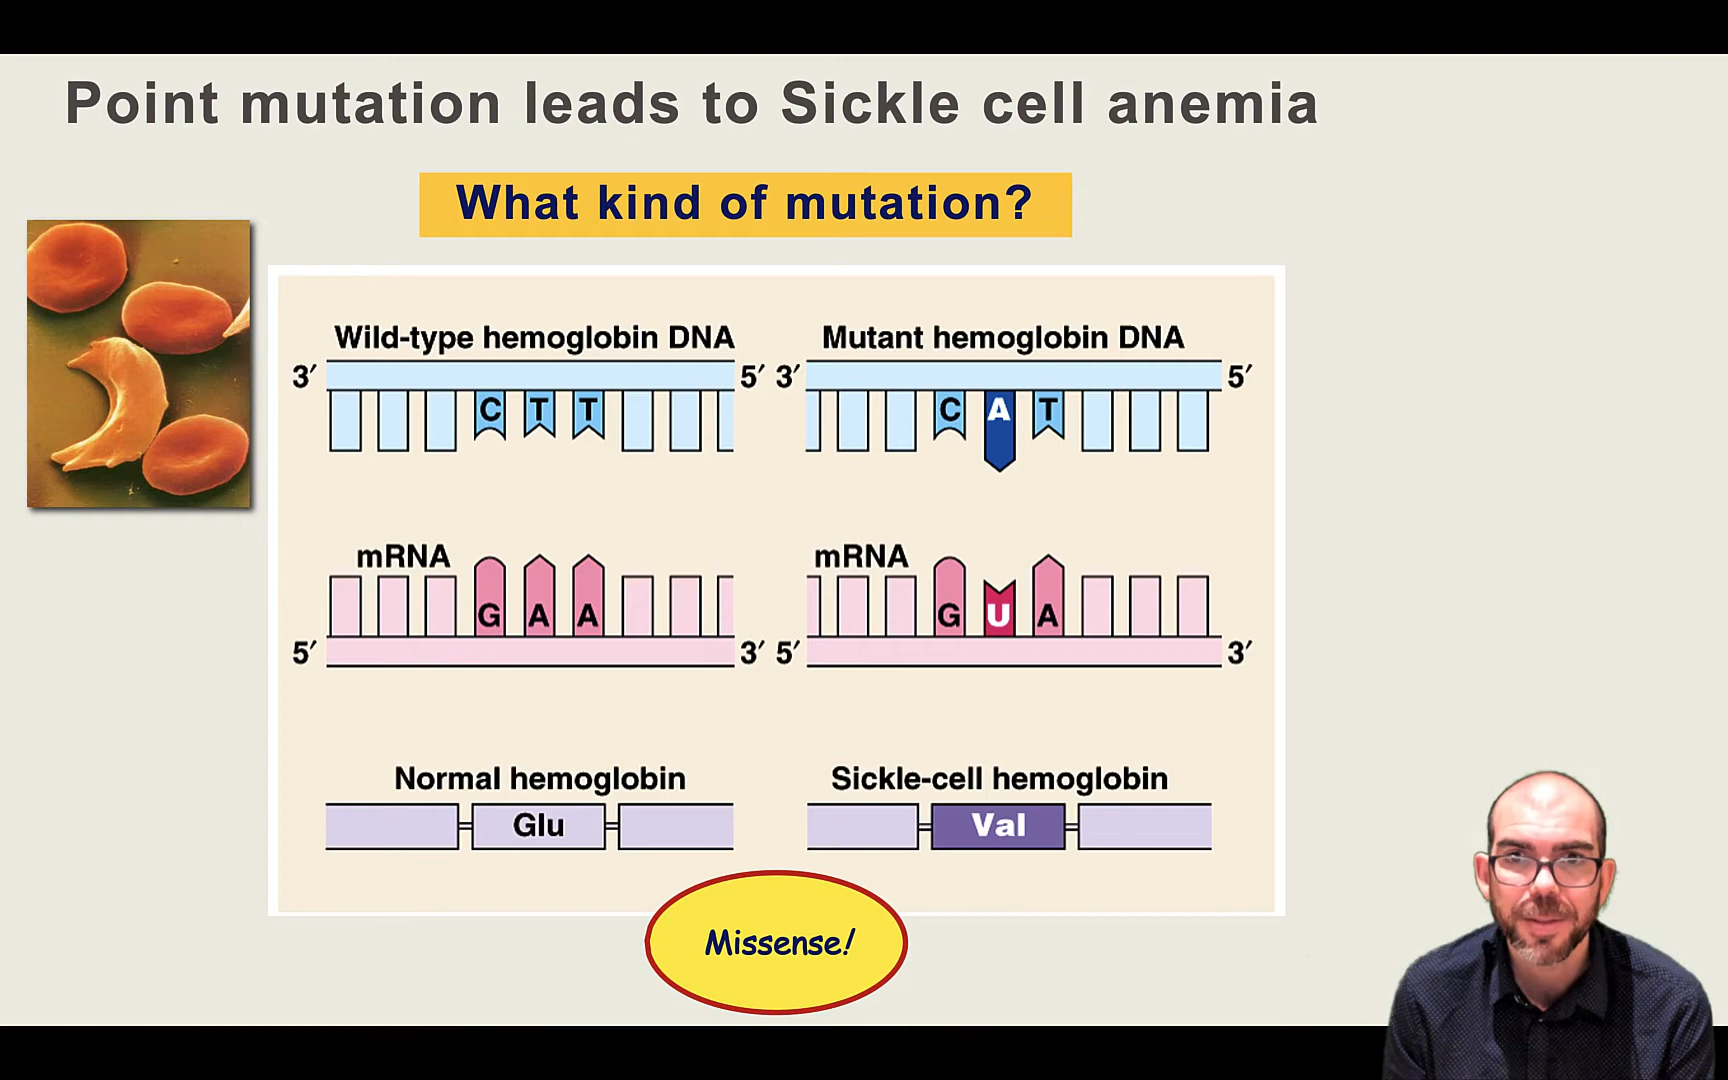 Point mutation leads to Sickle cell anemia
What kind of mutation?
Wild-type hemoglobin DNA
3′ 5′
C T T
mRNA
G A A
5′ 3′
Normal hemoglobin
Glu
Mutant hemoglobin DNA
3′ 5′
C A T
mRNA
G U A
5′ 3′
Sickle-cell hemoglobin
Val
Missense!